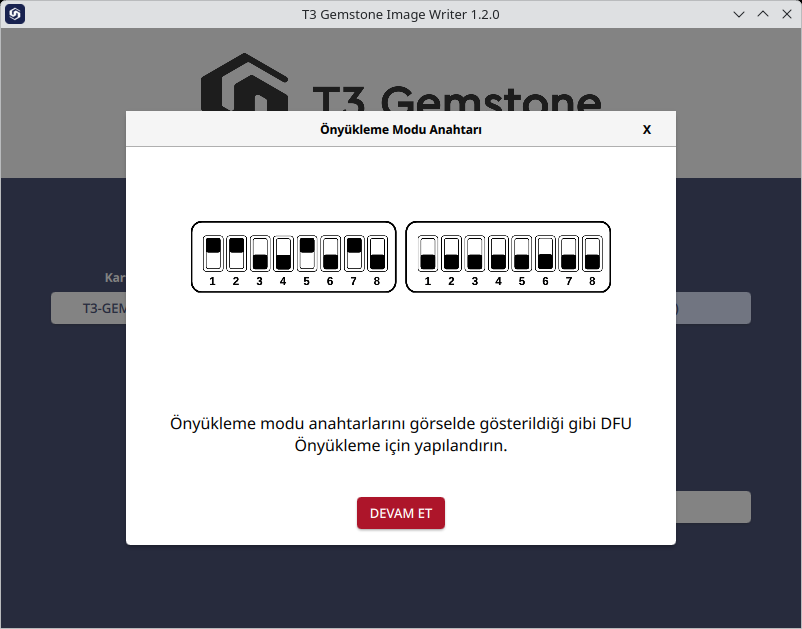 T3 Gemstone Image Writer 1.2.0
T3 Gemstone
Önyükleme Modu Anahtarı
X
1 2 3 4 5 6 7 8
1 2 3 4 5 6 7 8
Kar
T3-GEM
)
Önyükleme modu anahtarlarını görselde gösterildiği gibi DFU
Önyükleme için yapılandırın.
DEVAM ET